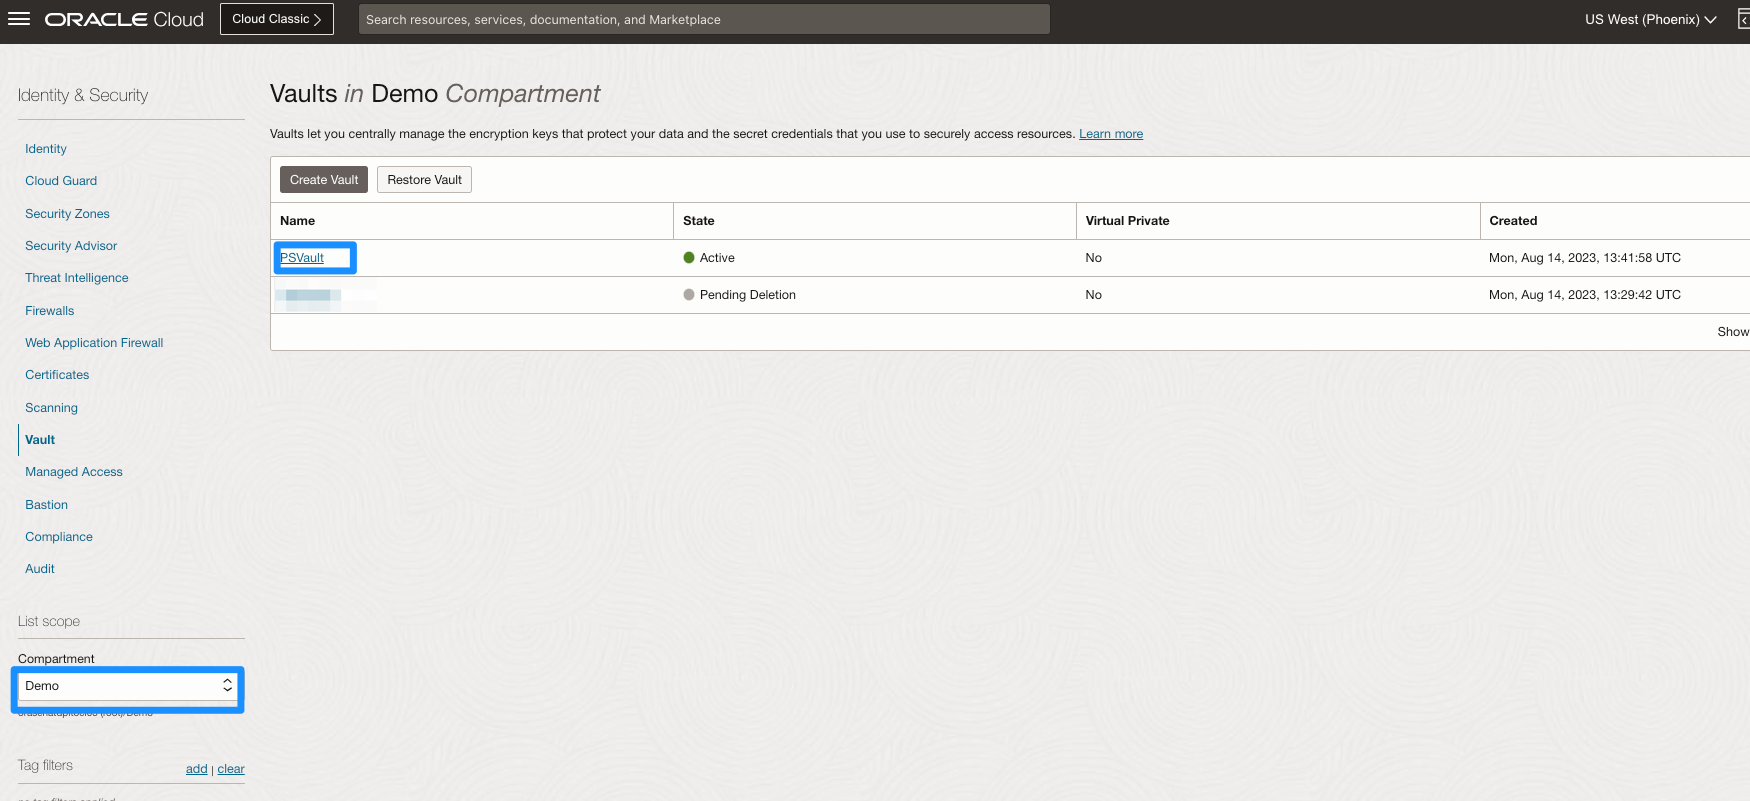 ORACLE Cloud
Cloud Classic
Search resources, services, documentation, and Marketplace
US West (Phoenix)
Identity & Security
Identity
Cloud Guard
Security Zones
Security Advisor
Threat Intelligence
Firewalls
Web Application Firewall
Certificates
Scanning
Vault
Managed Access
Bastion
Compliance
Audit
List scope
Compartment
Demo
Tag filters
add | clear
Vaults in Demo Compartment
Vaults let you centrally manage the encryption keys that protect your data and the secret credentials that you use to securely access resources. Learn more
Create Vault Restore Vault
Name State Virtual Private Created
PSVault Active No Mon, Aug 14, 2023, 13:41:58 UTC
Pending Deletion No Mon, Aug 14, 2023, 13:29:42 UTC
Show